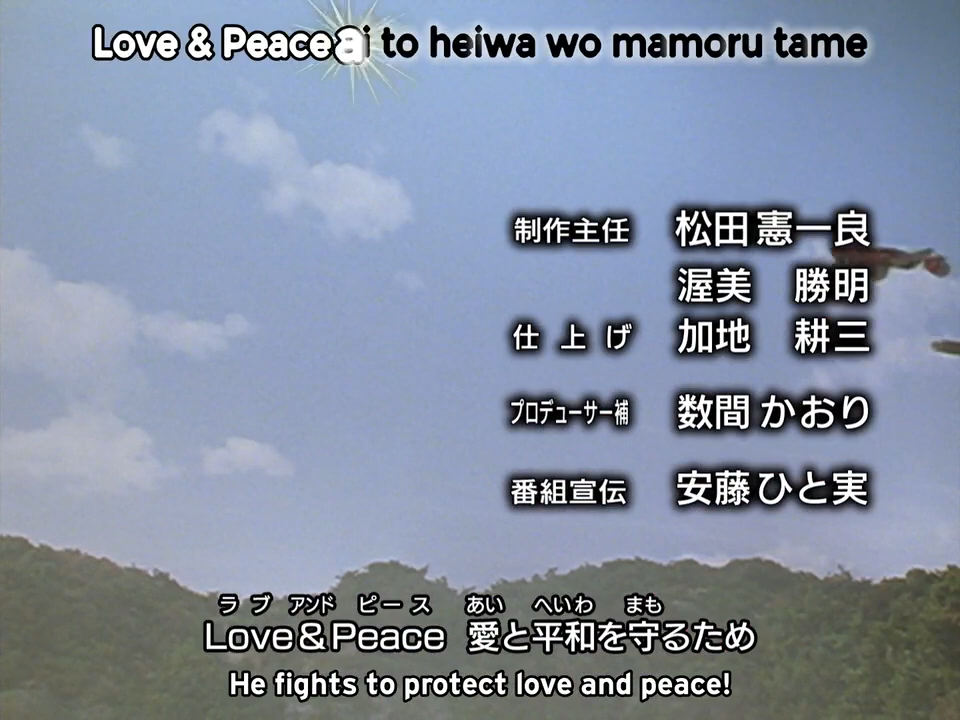 Love & Peace ai to heiwa wo mamoru tame
制作主任 松田憲一良
渥美 勝明
仕上げ 加地 耕三
プロデューサー補 数間かおり
番組宣伝 安藤ひと実
ラブ アンド ピース あい へいわ まも
Love&Peace 愛と平和を守るため
He fights to protect love and peace!